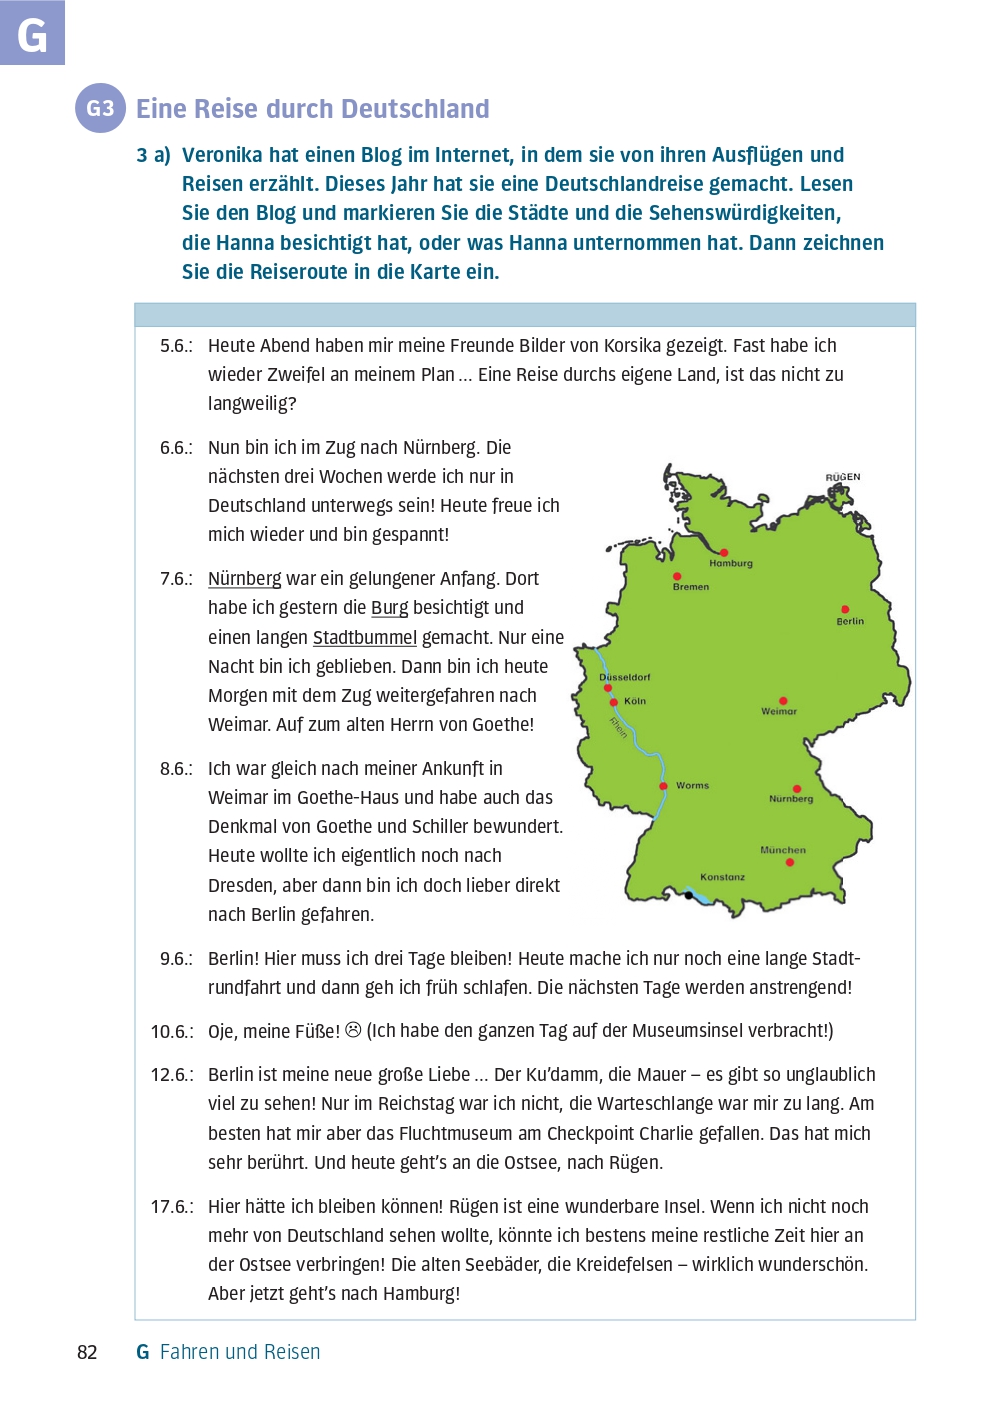 G
G3 Eine Reise durch Deutschland
3 a) Veronika hat einen Blog im Internet, in dem sie von ihren Ausflügen und
Reisen erzählt. Dieses Jahr hat sie eine Deutschlandreise gemacht. Lesen
Sie den Blog und markieren Sie die Städte und die Sehenswürdigkeiten,
die Hanna besichtigt hat, oder was Hanna unternommen hat. Dann zeichnen
Sie die Reiseroute in die Karte ein.
5.6.: Heute Abend haben mir meine Freunde Bilder von Korsika gezeigt. Fast habe ich
wieder Zweifel an meinem Plan ... Eine Reise durchs eigene Land, ist das nicht zu
langweilig?
6.6.: Nun bin ich im Zug nach Nürnberg. Die
nächsten drei Wochen werde ich nur in
Deutschland unterwegs sein! Heute freue ich
mich wieder und bin gespannt!
7.6.: Nürnberg war ein gelungener Anfang. Dort
habe ich gestern die Burg besichtigt und
einen langen Stadtbummel gemacht. Nur eine
Nacht bin ich geblieben. Dann bin ich heute
Morgen mit dem Zug weitergefahren nach
Weimar. Auf zum alten Herrn von Goethe!
8.6.: Ich war gleich nach meiner Ankunft in
Weimar im Goethe-Haus und habe auch das
Denkmal von Goethe und Schiller bewundert.
Heute wollte ich eigentlich noch nach
Dresden, aber dann bin ich doch lieber direkt
nach Berlin gefahren.
RÜGEN
Hamburg
Bremen
Berlin
Düsseldorf
Köln
Weimar
Rhein
Worms
Nürnberg
München
Konstanz
9.6.: Berlin! Hier muss ich drei Tage bleiben! Heute mache ich nur noch eine lange Stadt-
rundfahrt und dann geh ich früh schlafen. Die nächsten Tage werden anstrengend!
10.6.: Oje, meine Füße! ☹ (Ich habe den ganzen Tag auf der Museumsinsel verbracht!)
12.6.: Berlin ist meine neue große Liebe ... Der Ku’damm, die Mauer – es gibt so unglaublich
viel zu sehen! Nur im Reichstag war ich nicht, die Warteschlange war mir zu lang. Am
besten hat mir aber das Fluchtmuseum am Checkpoint Charlie gefallen. Das hat mich
sehr berührt. Und heute geht’s an die Ostsee, nach Rügen.
17.6.: Hier hätte ich bleiben können! Rügen ist eine wunderbare Insel. Wenn ich nicht noch
mehr von Deutschland sehen wollte, könnte ich bestens meine restliche Zeit hier an
der Ostsee verbringen! Die alten Seebäder, die Kreidefelsen – wirklich wunderschön.
Aber jetzt geht’s nach Hamburg!
82 G Fahren und Reisen